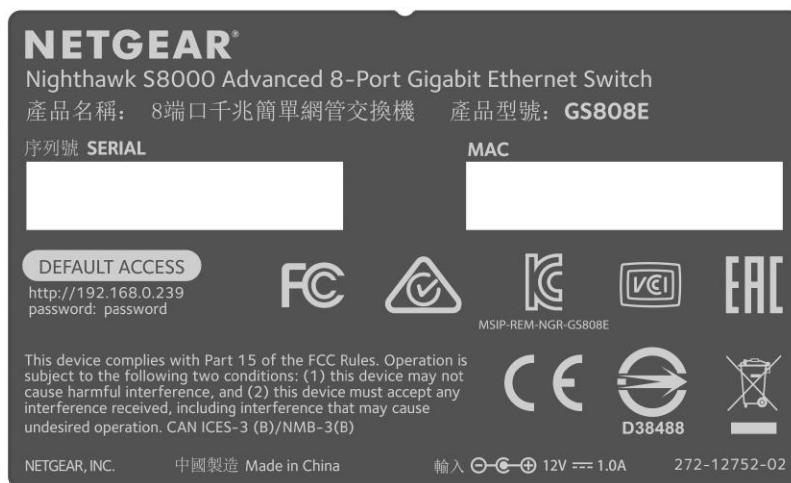 NETGEAR®
Nighthawk S8000 Advanced 8-Port Gigabit Ethernet Switch
產品名稱: 8端口千兆簡單網管交換機 產品型號: GS808E
序列號 SERIAL MAC
DEFAULT ACCESS
http://192.168.0.239
password: password
FC
VCI
EAC
MSIP-REM-NGR-GS808E
This device complies with Part 15 of the FCC Rules. Operation is
subject to the following two conditions: (1) this device may not
cause harmful interference, and (2) this device must accept any
interference received, including interference that may cause
undesired operation. CAN ICES-3 (B)/NMB-3(B)
CE
D38488
NETGEAR, INC. 中國製造 Made in China 輸入 12V 1.0A 272-12752-02